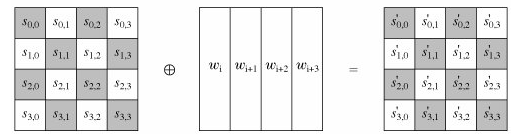 s0,0 s0,1 s0,2 s0,3 s'0,0 s'0,1 s'0,2 s'0,3
s1,0 s1,1 s1,2 s1,3 s'1,0 s'1,1 s'1,2 s'1,3
⊕ wi wi+1 wi+2 wi+3 =
s2,0 s2,1 s2,2 s2,3 s'2,0 s'2,1 s'2,2 s'2,3
s3,0 s3,1 s3,2 s3,3 s'3,0 s'3,1 s'3,2 s'3,3